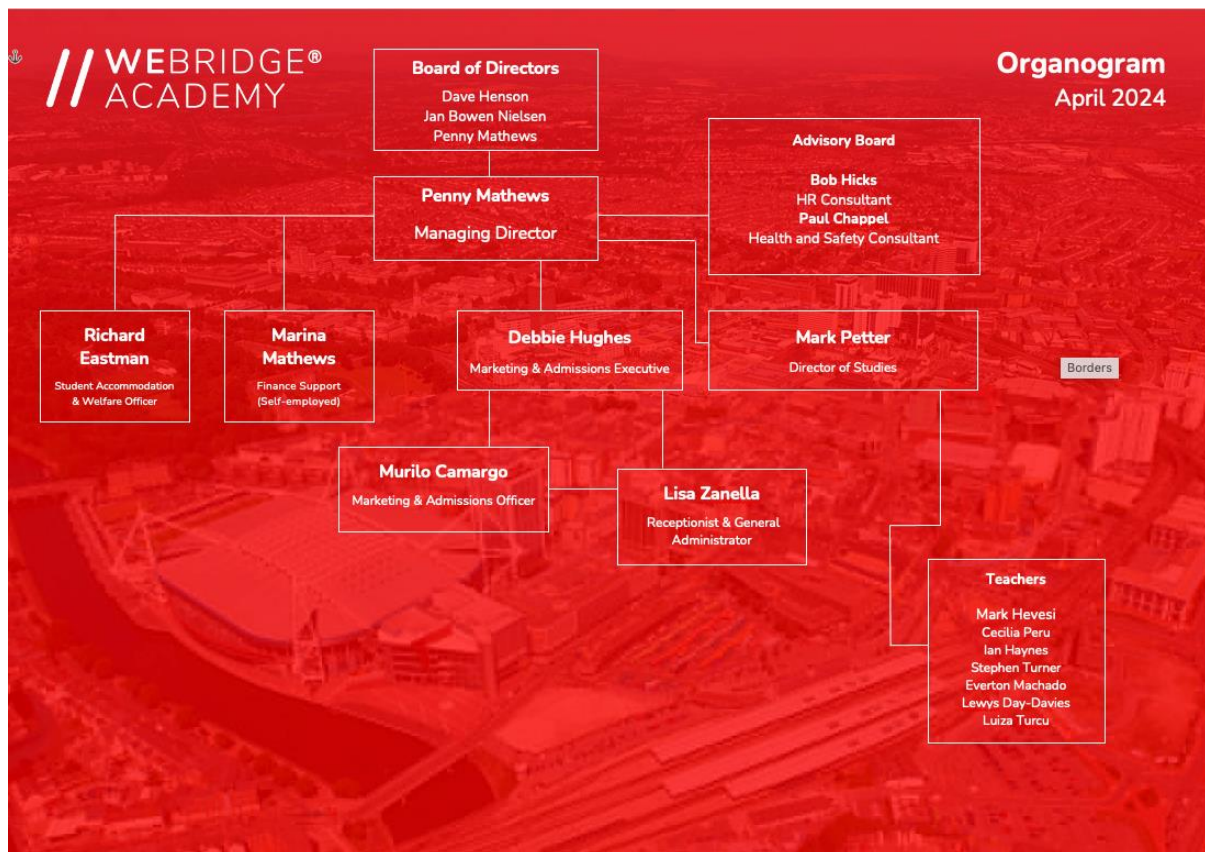 WEBRIDGE®
ACADEMY
Organogram
April 2024
Board of Directors
Dave Henson
Jan Bowen Nielsen
Penny Mathews
Advisory Board
Bob Hicks
HR Consultant
Paul Chappel
Health and Safety Consultant
Penny Mathews
Managing Director
Richard
Eastman
Student Accommodation
& Welfare Officer
Marina
Mathews
Finance Support
(Self-employed)
Debbie Hughes
Marketing & Admissions Executive
Mark Petter
Director of Studies
Borders
Murilo Camargo
Marketing & Admissions Officer
Lisa Zanella
Receptionist & General
Administrator
Teachers
Mark Hevesi
Cecilia Peru
Ian Haynes
Stephen Turner
Everton Machado
Lewys Day-Davies
Luiza Turcu